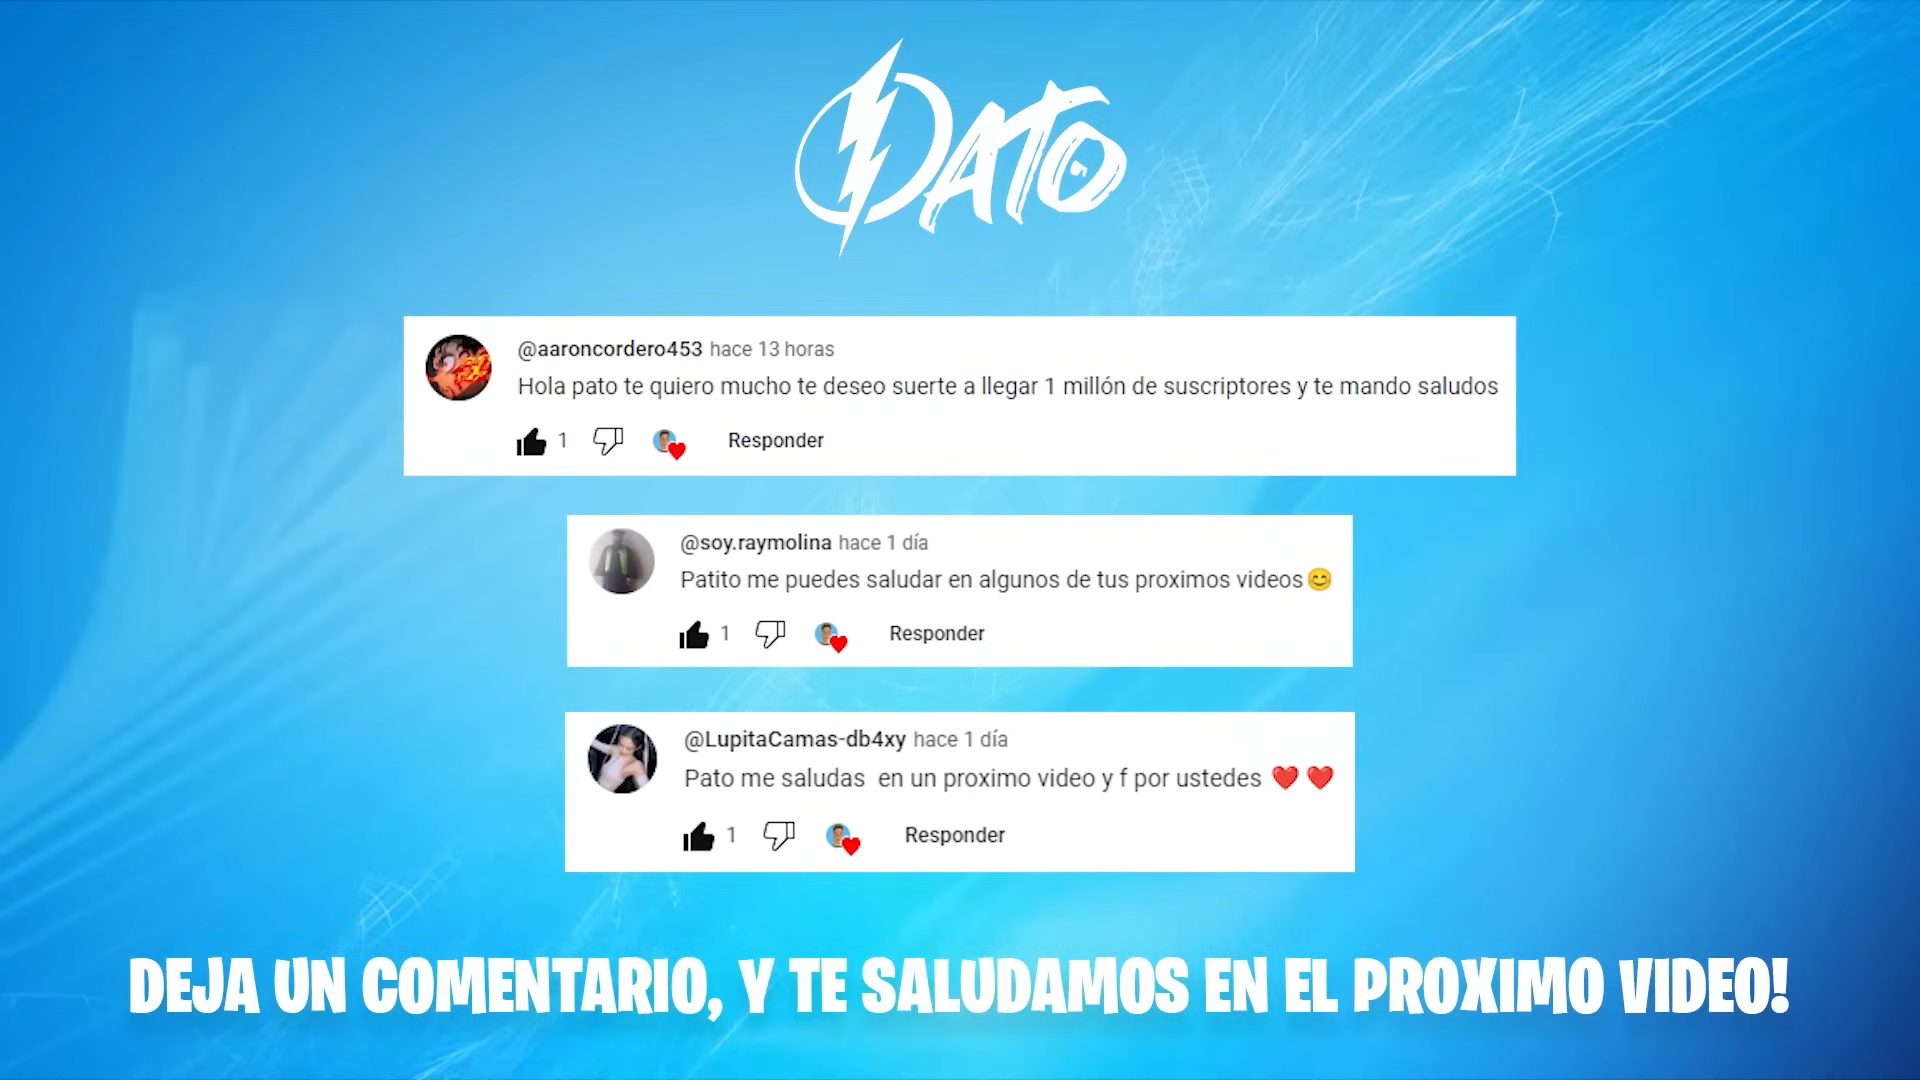 DATO
@aaroncordero453 hace 13 horas
Hola pato te quiero mucho te deseo suerte a llegar 1 millón de suscriptores y te mando saludos
1 Responder
@soy.raymolina hace 1 día
Patito me puedes saludar en algunos de tus proximos videos😊
1 Responder
@LupitaCamas-db4xy hace 1 día
Pato me saludas  en un proximo video y f por ustedes ❤️❤️
1 Responder
DEJA UN COMENTARIO, Y TE SALUDAMOS EN EL PROXIMO VIDEO!